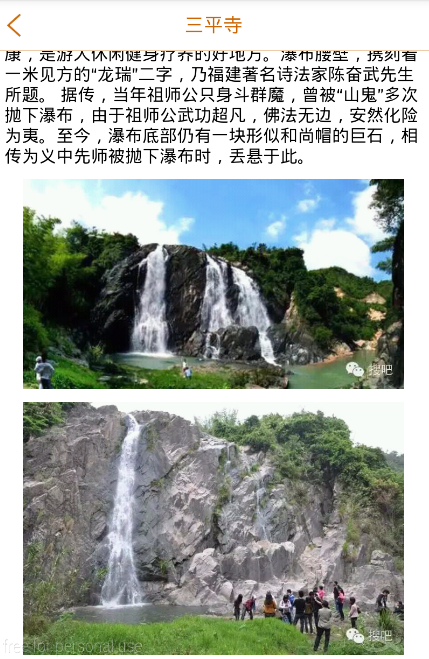 三平寺
康，是游人休闲健身疗养的好地方。瀑布腰壁，携刻着
一米见方的“龙瑞”二字，乃福建著名诗法家陈奋武先生
所题。 据传，当年祖师公只身斗群魔，曾被“山鬼”多次
抛下瀑布，由于祖师公武功超凡，佛法无边，安然化险
为夷。至今，瀑布底部仍有一块形似和尚帽的巨石，相
传为义中先师被抛下瀑布时，丢悬于此。
搜吧
搜吧
free for personal use